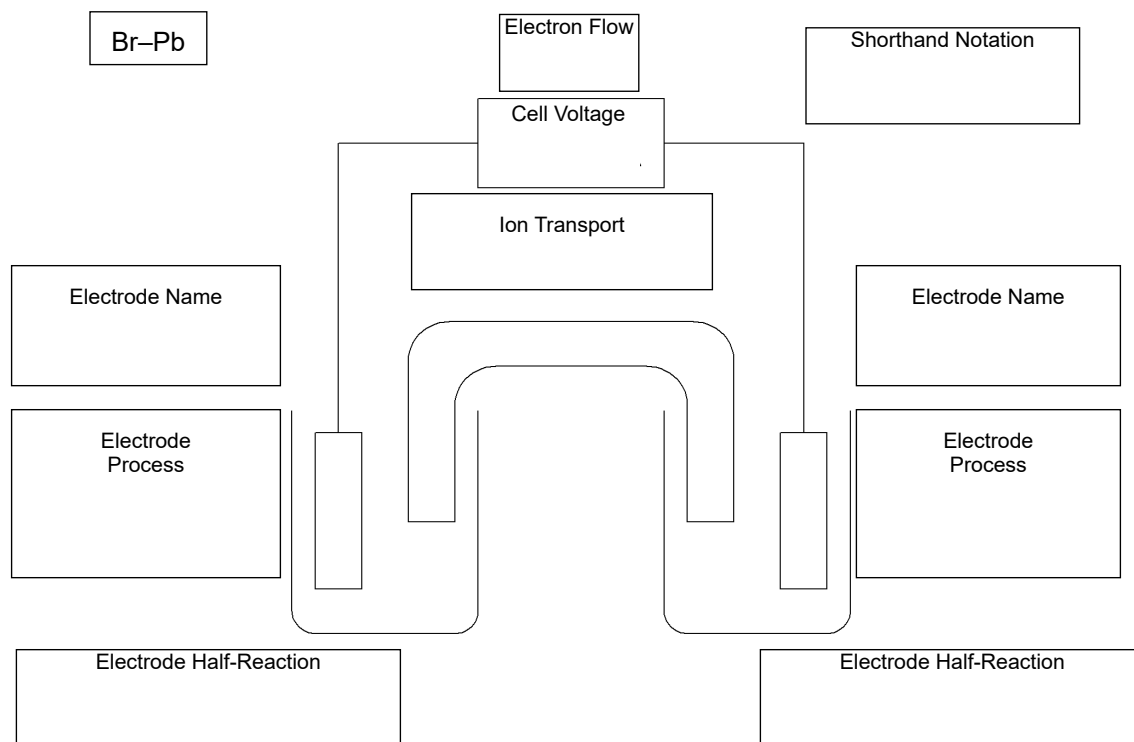 Br–Pb
Electron Flow
Shorthand Notation
Cell Voltage
Ion Transport
Electrode Name
Electrode Name
Electrode
Process
Electrode
Process
Electrode Half-Reaction
Electrode Half-Reaction